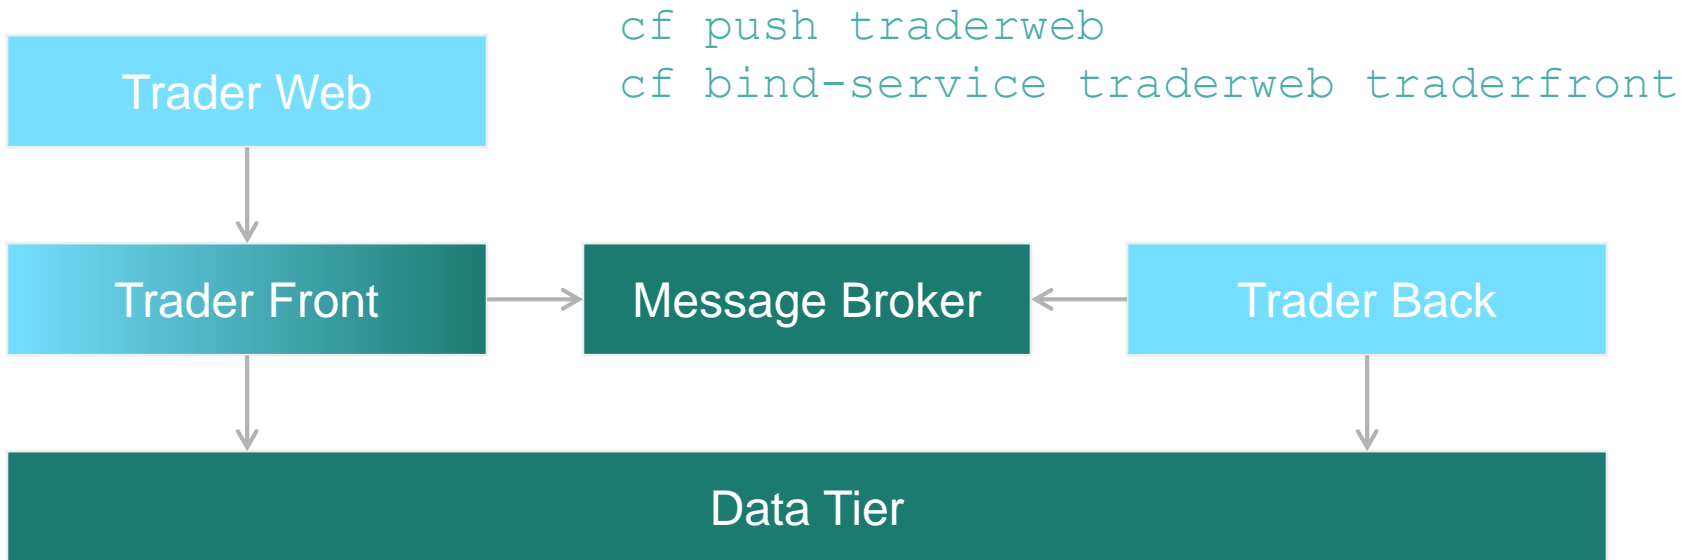 cf push traderweb
cf bind-service traderweb traderfront
Trader Web
Trader Front
Message Broker
Trader Back
Data Tier